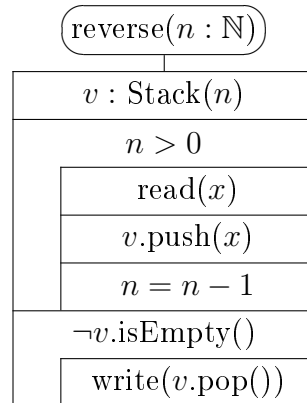 reverse(n : ℕ)
v : Stack(n)
n > 0
read(x)
v.push(x)
n = n − 1
¬v.isEmpty()
write(v.pop())